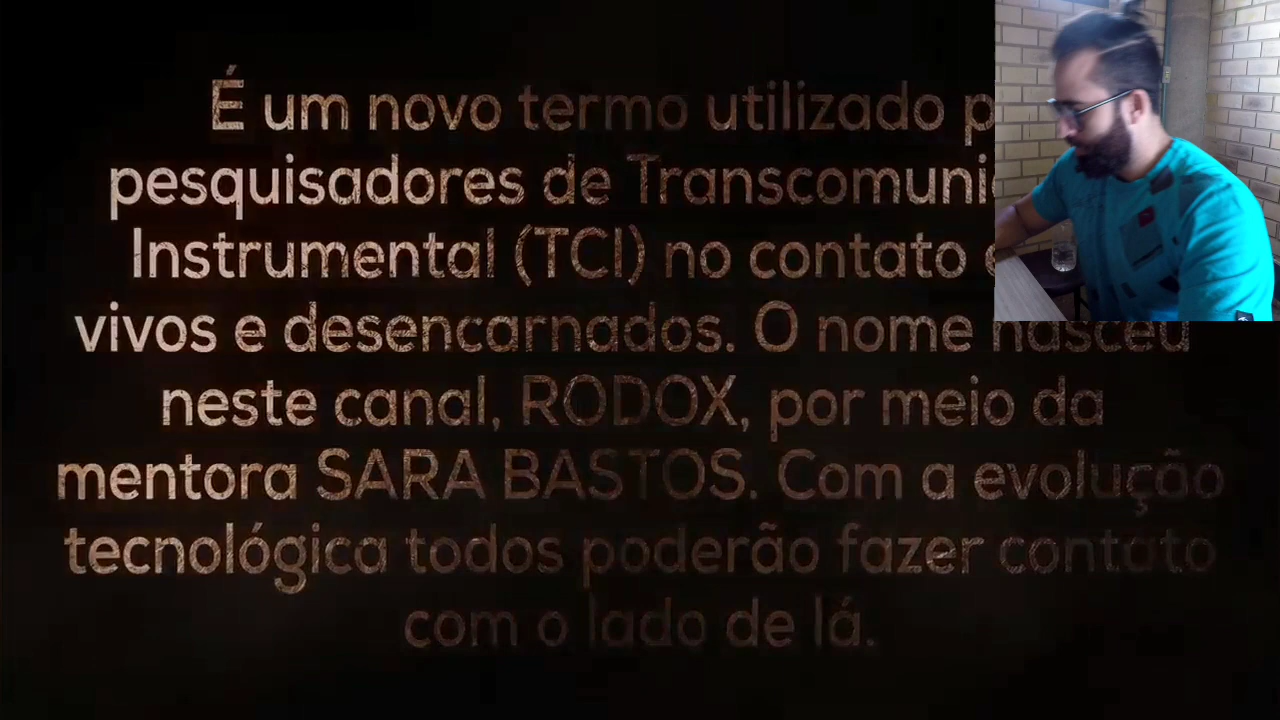 É um novo termo utilizado
pesquisadores de
Instrumental (TCI) no contato
vivos e desencarnados. O nome nasceu
neste canal, RODOX, por meio da
mentora SARA BASTOS. Com a evolução
tecnológica todos poderão fazer contato
com o lado de lá.